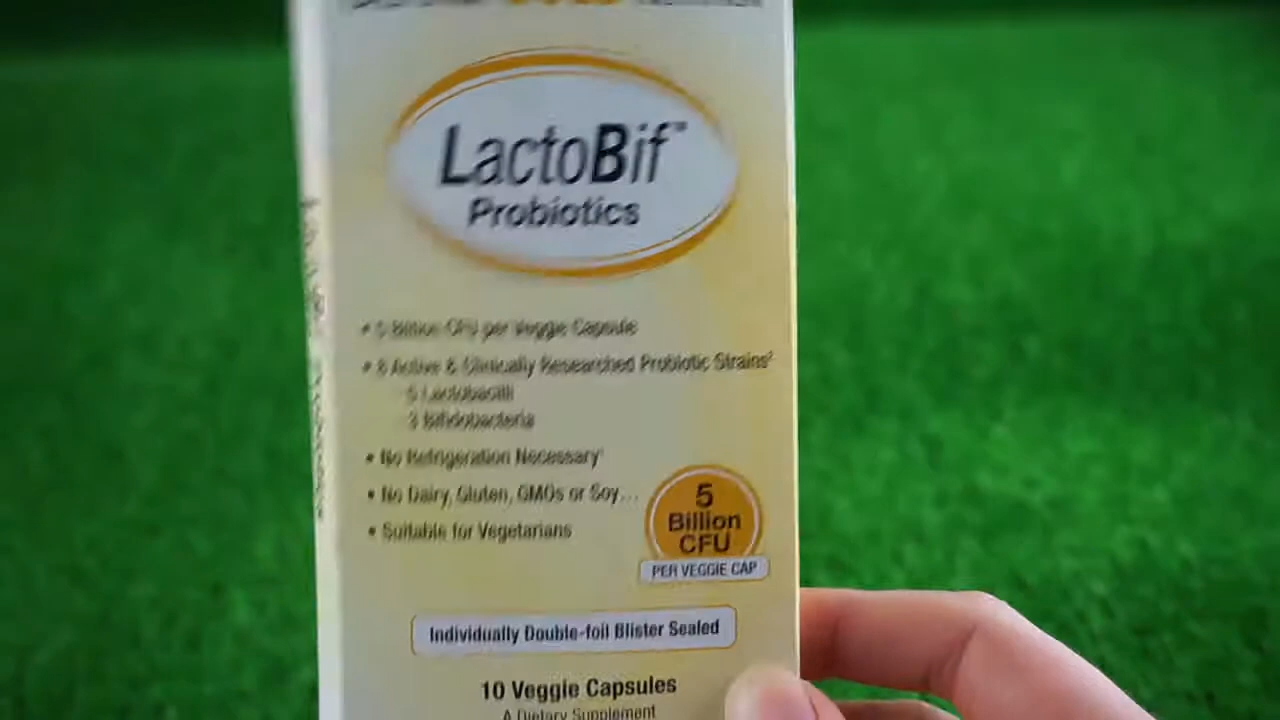 LactoBif™
Probiotics
• 5 Billion CFU per Veggie Capsule
• 8 Active & Clinically Researched Probiotic Strains
5 Lactobacilli
3 Bifidobacteria
• No Refrigeration Necessary
• No Dairy, Gluten, GMOs or Soy…
• Suitable for Vegetarians
5
Billion
CFU
PER VEGGIE CAP
Individually Double-foil Blister Sealed
10 Veggie Capsules
A Dietary Supplement